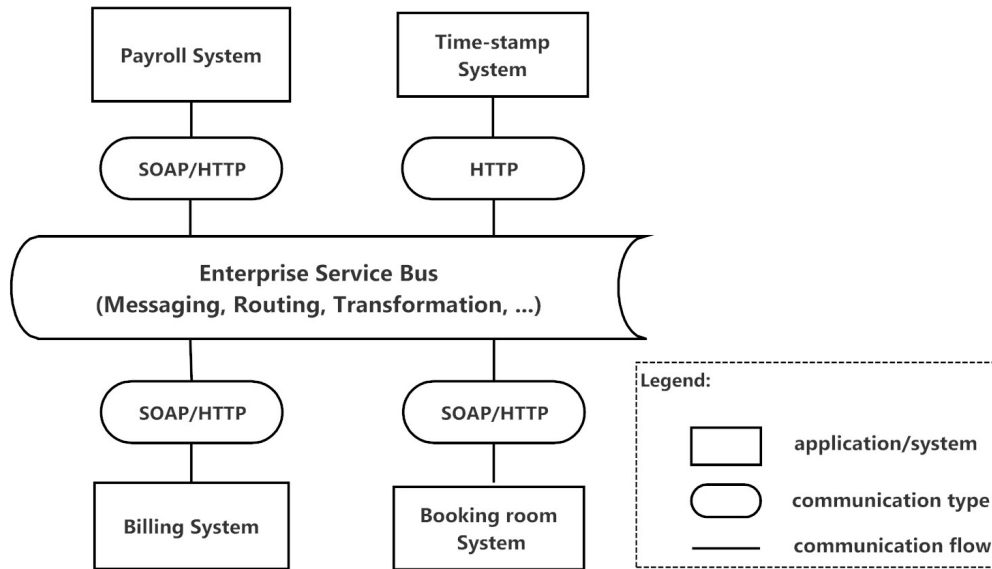 Payroll System
Time-stamp
System
SOAP/HTTP
HTTP
Enterprise Service Bus
(Messaging, Routing, Transformation, ...)
SOAP/HTTP
SOAP/HTTP
Billing System
Booking room
System
Legend:
application/system
communication type
communication flow